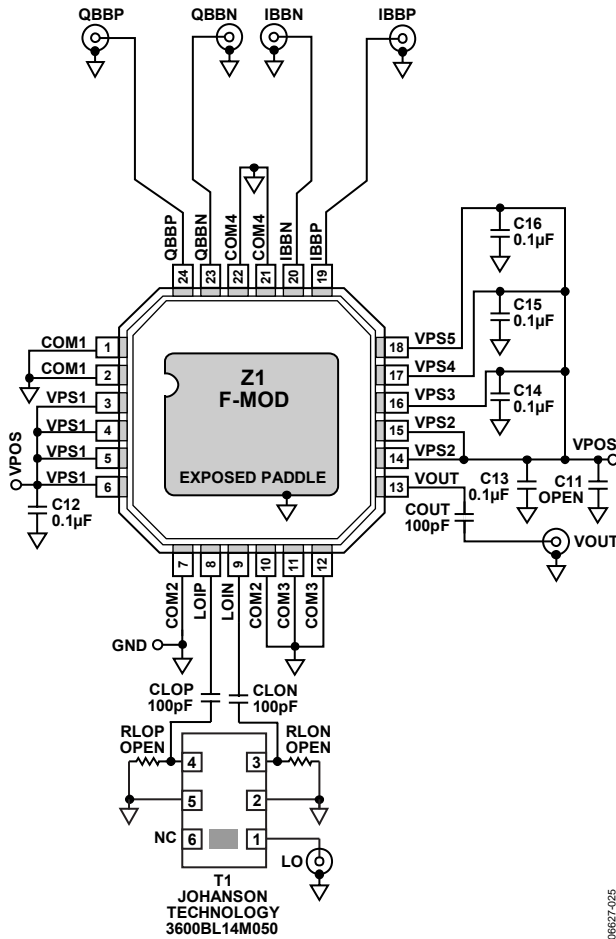 QBBP QBBN IBBN IBBP
QBBP
QBBN
COM4
COM4
IBBN
IBBP
24 23 22 21 20 19
C16
0.1µF
C15
0.1µF
C14
0.1µF
COM1 1
COM1 2
VPS1 3
VPS1 4
VPS1 5
VPS1 6
VPOS
C12
0.1µF
Z1
F-MOD
EXPOSED PADDLE
18 VPS5
17 VPS4
16 VPS3
15 VPS2
14 VPS2
13 VOUT
VPOS
C13
0.1µF
C11
OPEN
COUT
100pF
VOUT
7 8 9 10 11 12
COM2
LOIP
LOIN
COM2
COM3
COM3
GND
CLOP
100pF
CLON
100pF
RLOP
OPEN
RLON
OPEN
4 3
5 2
NC 6 1
LO
T1
JOHANSON
TECHNOLOGY
3600BL14M050
06627-025